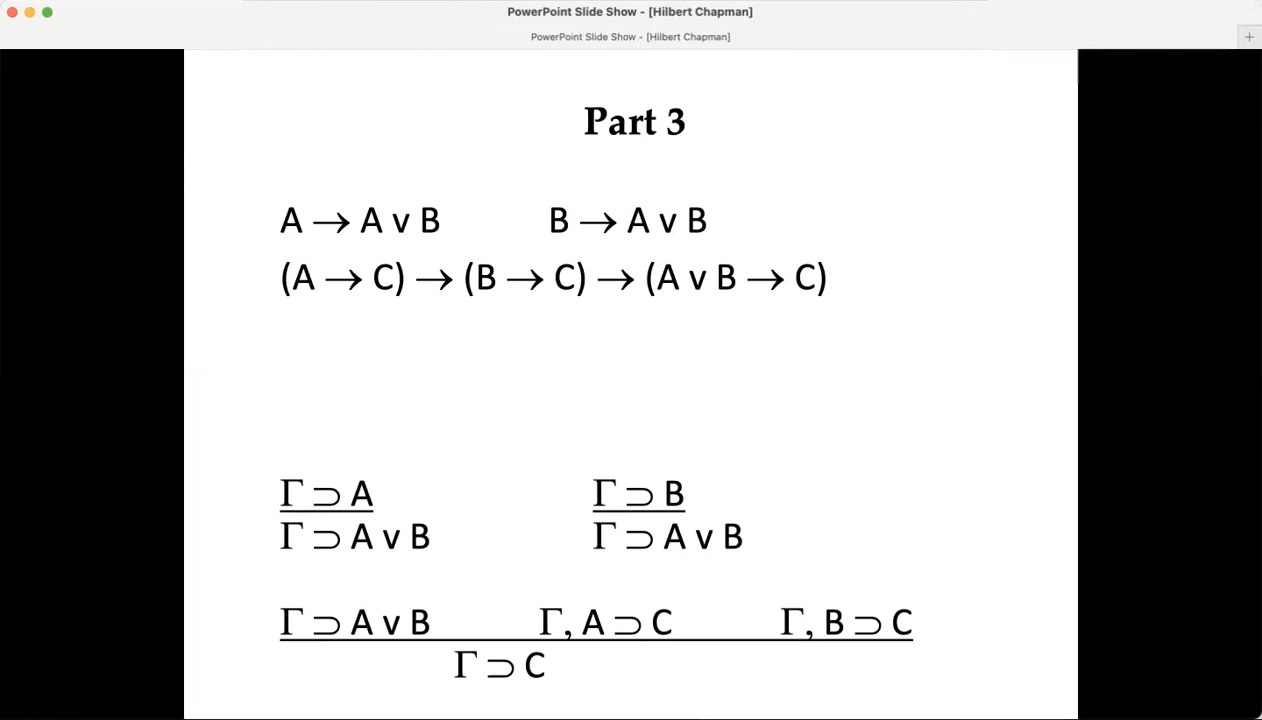 PowerPoint Slide Show - [Hilbert Chapman]
PowerPoint Slide Show - [Hilbert Chapman]
+
Part 3
A → A v B B → A v B
(A → C) → (B → C) → (A v B → C)
Γ ⊃ A Γ ⊃ B
Γ ⊃ A v B Γ ⊃ A v B
Γ ⊃ A v B Γ, A ⊃ C Γ, B ⊃ C
Γ ⊃ C